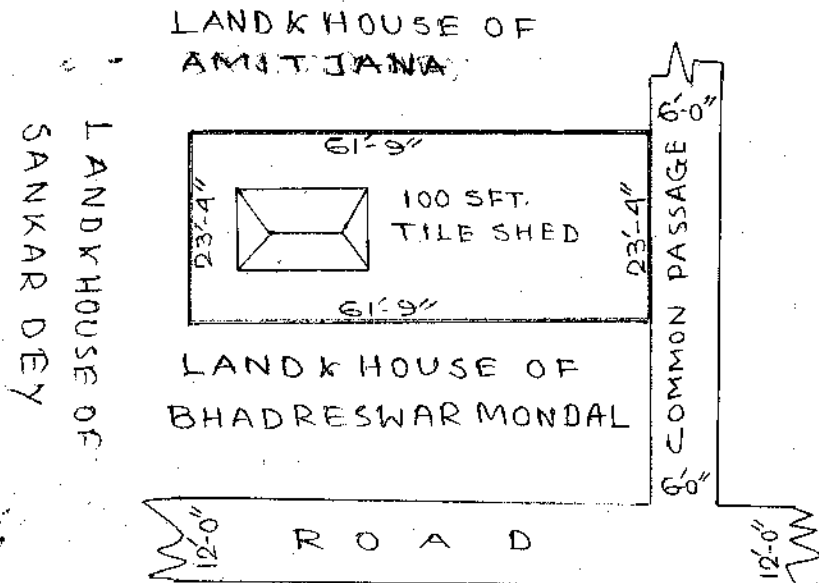 LAND & HOUSE OF
AMIT JANA
LAND & HOUSE OF
SANKAR DEY
61'-9"
23'-4"
100 SFT.
TILE SHED
23'-4"
61'-9"
6'-0"
COMMON PASSAGE
6'-0"
LAND & HOUSE OF
BHADRESWAR MONDAL
12'-0"
ROAD
12'-0"